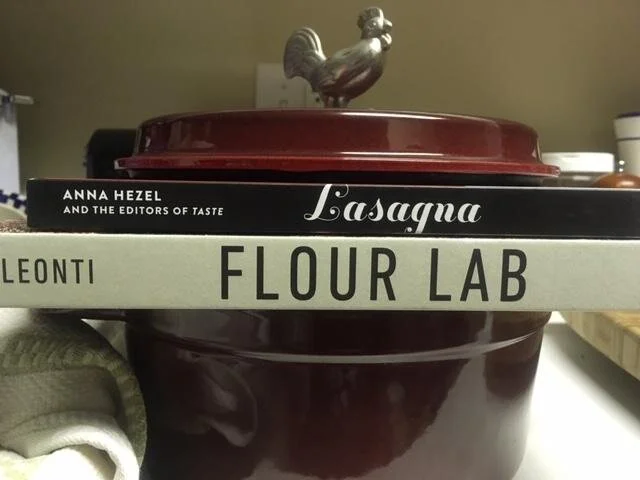 ANNA HEZEL
AND THE EDITORS OF TASTE
Lasagna
LEONTI
FLOUR LAB